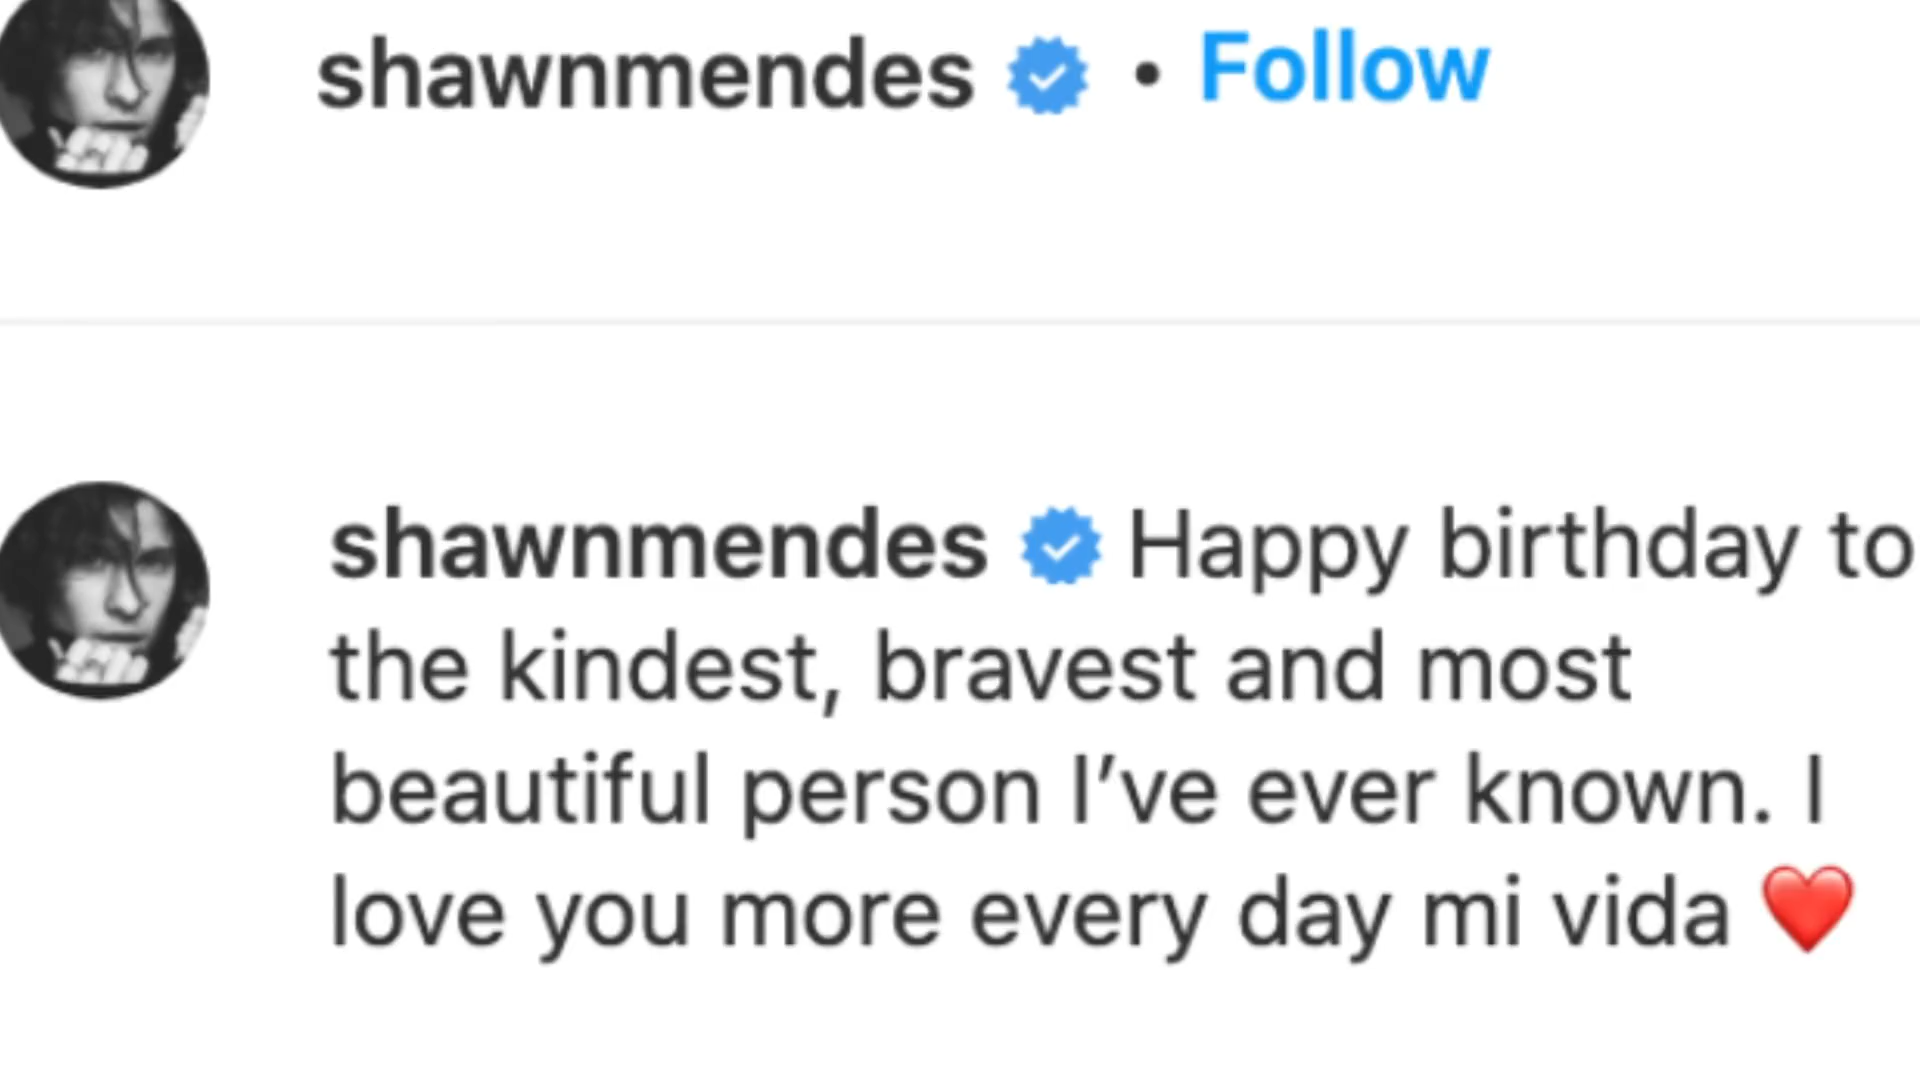 shawnmendes • Follow
shawnmendes Happy birthday to
the kindest, bravest and most
beautiful person I’ve ever known. I
love you more every day mi vida ❤️